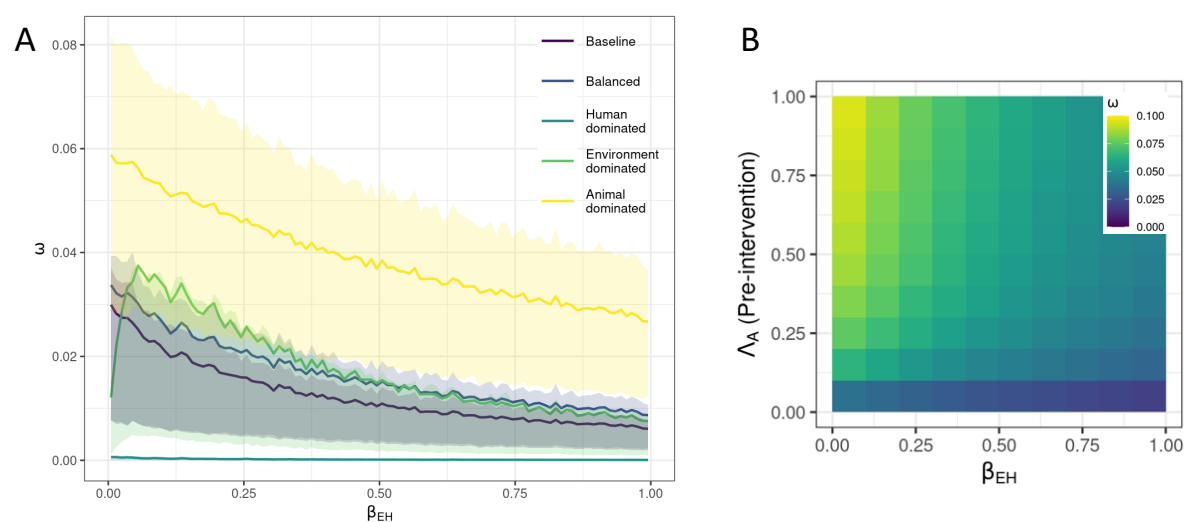 A
0.08
0.06
0.04
0.02
0.00
ω
0.00 0.25 0.50 0.75 1.00
β_EH
Baseline
Balanced
Human
dominated
Environment
dominated
Animal
dominated
B
1.00
0.75
0.50
0.25
0.00
Λ_A (Pre-intervention)
0.00 0.25 0.50 0.75 1.00
β_EH
ω
0.100
0.075
0.050
0.025
0.000